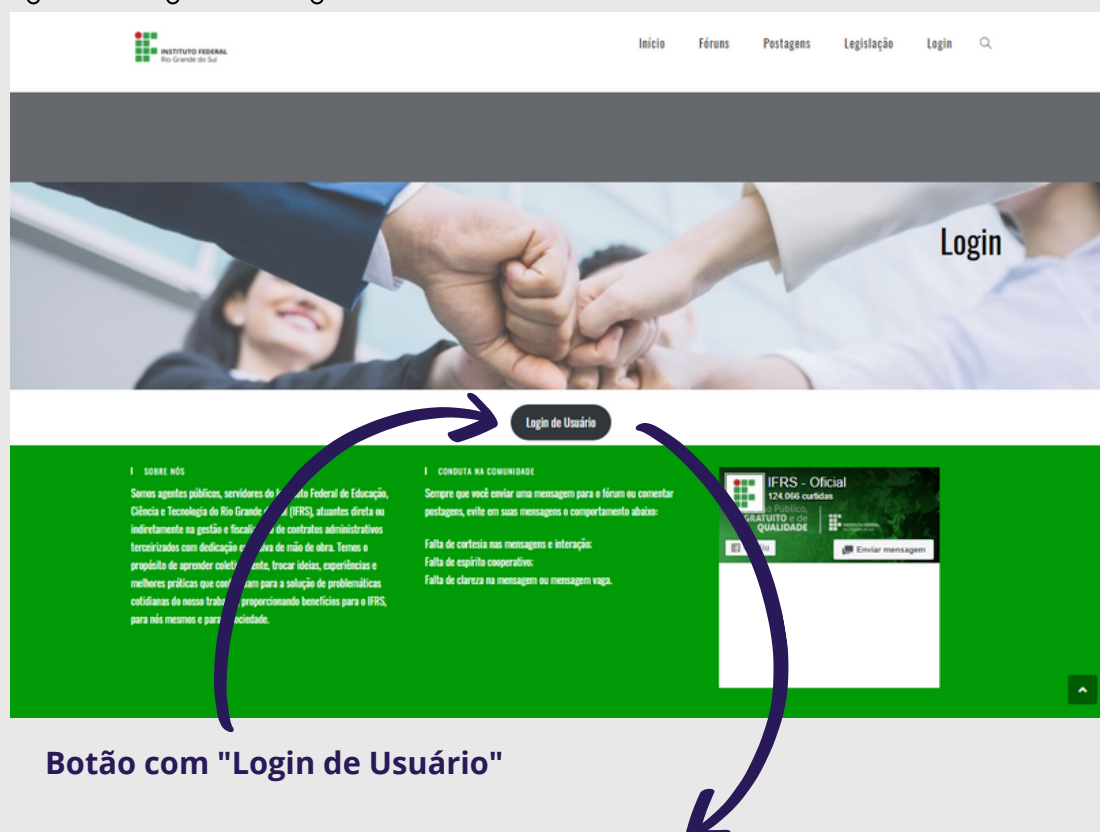 INSTITUTO FEDERAL
Rio Grande do Sul
Início Fóruns Postagens Legislação Login
Login
Login de Usuário
SOBRE NÓS
Somos agentes públicos, servidores do Federal de Educação,
Ciência e Tecnologia do Rio Grande (IFRS), atuantes direta ou
indiretamente na gestão e de contratos administrativos
terceirizados com dedicação de mão de obra. Temos o
propósito de aprender trocar ideias, experiências e
melhores práticas que para a solução de problemáticas
cotidianas do nosso proporcionando benefícios para o IFRS,
para nós mesmos e para
CONDUTA NA COMUNIDADE
Sempre que você enviar uma mensagem para o fórum ou comentar
postagens, evite em suas mensagens o comportamento abaixo:
Falta de cortesia nas mensagens e interação:
Falta de espírito cooperativo:
Falta de clareza na mensagem ou mensagem vaga.
IFRS - Oficial
124.066 curtidas
Público,
GRATUITO e de
QUALIDADE
Enviar mensagem
Botão com "Login de Usuário"